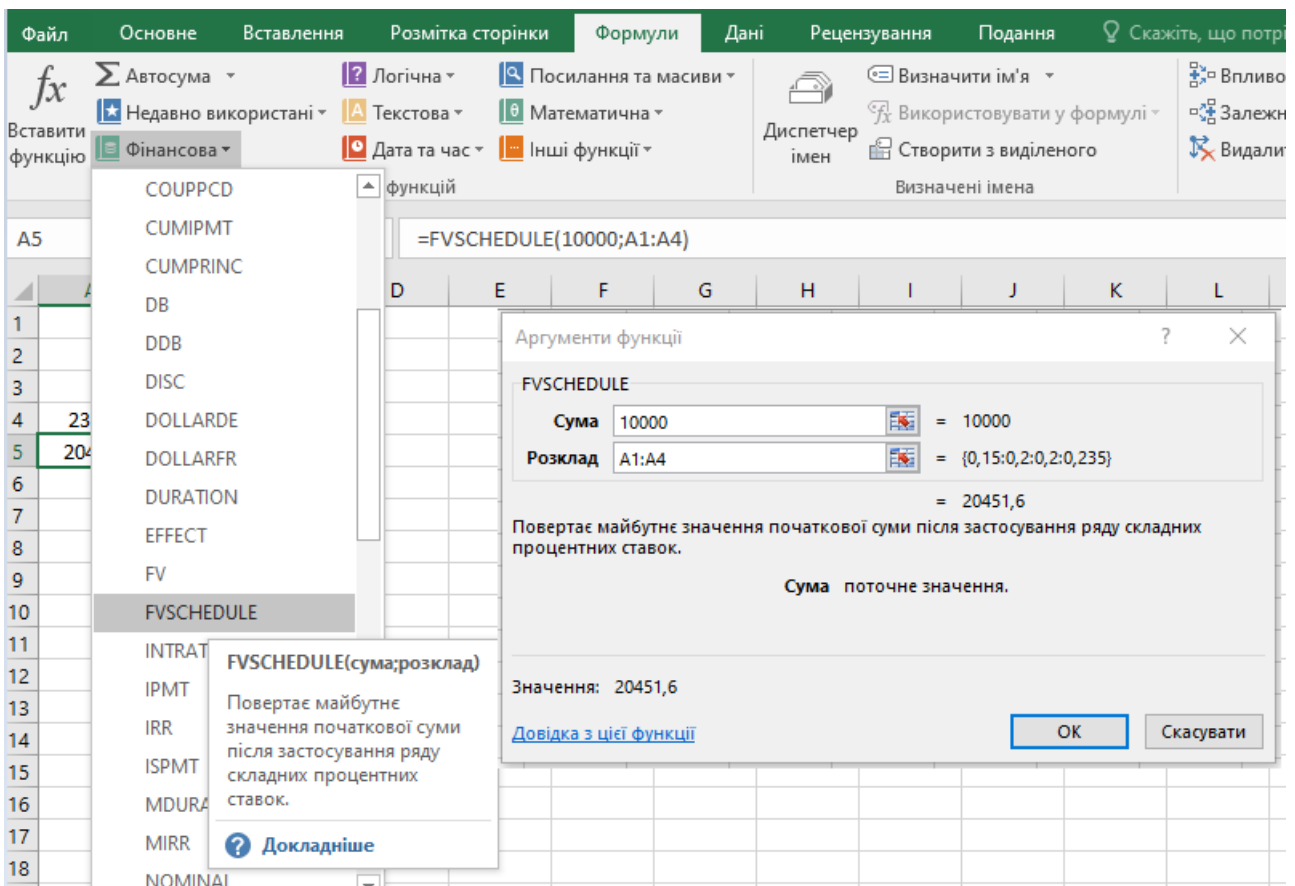 Файл Основне Вставлення Розмітка сторінки Формули Дані Рецензування Подання Скажіть, що потрі
fx Вставити функцію
Σ Автосума
Недавно використані
Фінансова
Логічна
Текстова
Дата та час
Посилання та масиви
Математична
Інші функції
функцій
Диспетчер імен
Визначити ім'я
Використовувати у формулі
Створити з виділеного
Визначені імена
Впливо
Залежн
Видали
A5
=FVSCHEDULE(10000;A1:A4)
D E F G H I J K L
1
2
3
4 23
5 204
6
7
8
9
10
11
12
13
14
15
16
17
18
COUPPCD
CUMIPMT
CUMPRINC
DB
DDB
DISC
DOLLARDE
DOLLARFR
DURATION
EFFECT
FV
FVSCHEDULE
INTRAT
IPMT
IRR
ISPMT
MDURA
MIRR
NOMINAL
FVSCHEDULE(сума;розклад)
Повертає майбутнє
значення початкової суми
після застосування ряду
складних процентних
ставок.
Докладніше
Аргументи функції ?
FVSCHEDULE
Сума 10000 = 10000
Розклад A1:A4 = {0,15:0,2:0,2:0,235}
= 20451,6
Повертає майбутнє значення початкової суми після застосування ряду складних
процентних ставок.
Сума поточне значення.
Значення: 20451,6
Довідка з цієї функції
ОК Скасувати